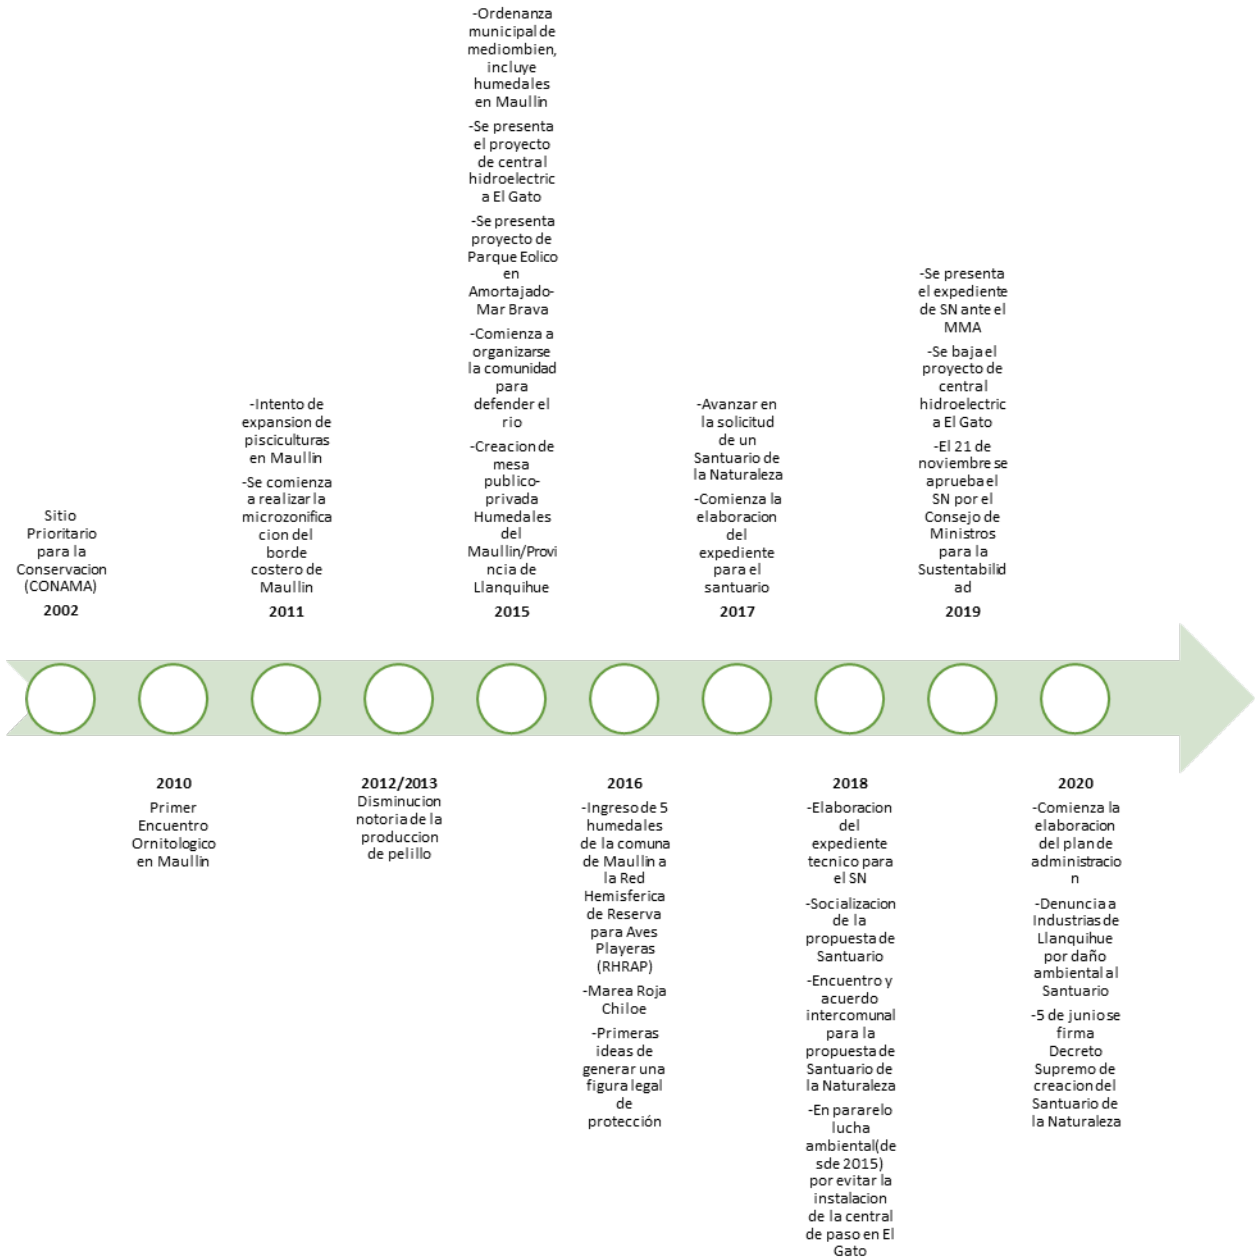 Sitio
Prioritario
para la
Conservacion
(CONAMA)
2002
2010
Primer
Encuentro
Ornitologico
en Maullin
-Intento de
expansion de
pisciculturas
en Maullin
-Se comienza
a realizar la
microzonifica
cion del
borde
costero de
Maullin
2011
2012/2013
Disminucion
notoria de la
produccion
de pelillo
-Ordenanza
municipal de
mediombien,
incluye
humedales
en Maullin
-Se presenta
el proyecto
de central
hidroelectric
a El Gato
-Se presenta
proyecto de
Parque Eolico
en
Amortajado-
Mar Brava
-Comienza a
organizarse
la comunidad
para
defender el
rio
-Creacion de
mesa
publico-
privada
Humedales
del
Maullin/Provi
ncia de
Llanquihue
2015
2016
-Ingreso de 5
humedales
de la comuna
de Maullin a
la Red
Hemisferica
de Reserva
para Aves
Playeras
(RHRAP)
-Marea Roja
Chiloe
-Primeras
ideas de
generar una
figura legal
de
protección
-Avanzar en
la solicitud
de un
Santuario de
la Naturaleza
-Comienza la
elaboracion
del
expediente
para el
santuario
2017
2018
-Elaboracion
del
expediente
tecnico para
el SN
-Socializacion
de la
propuesta de
Santuario
-Encuentro y
acuerdo
intercomunal
para la
propuesta de
Santuario de
la Naturaleza
-En pararelo
lucha
ambiental(de
sde 2015)
por evitar la
instalacion
de la central
de paso en El
Gato
-Se presenta
el expediente
de SN ante el
MMA
-Se baja el
proyecto de
central
hidroelectric
a El Gato
-El 21 de
noviembre se
aprueba el
SN por el
Consejo de
Ministros
para la
Sustentabilid
ad
2019
2020
-Comienza la
elaboracion
del plan de
administracio
n
-Denuncia a
Industrias de
Llanquihue
por daño
ambiental al
Santuario
-5 de junio se
firma
Decreto
Supremo de
creacion del
Santuario de
la Naturaleza